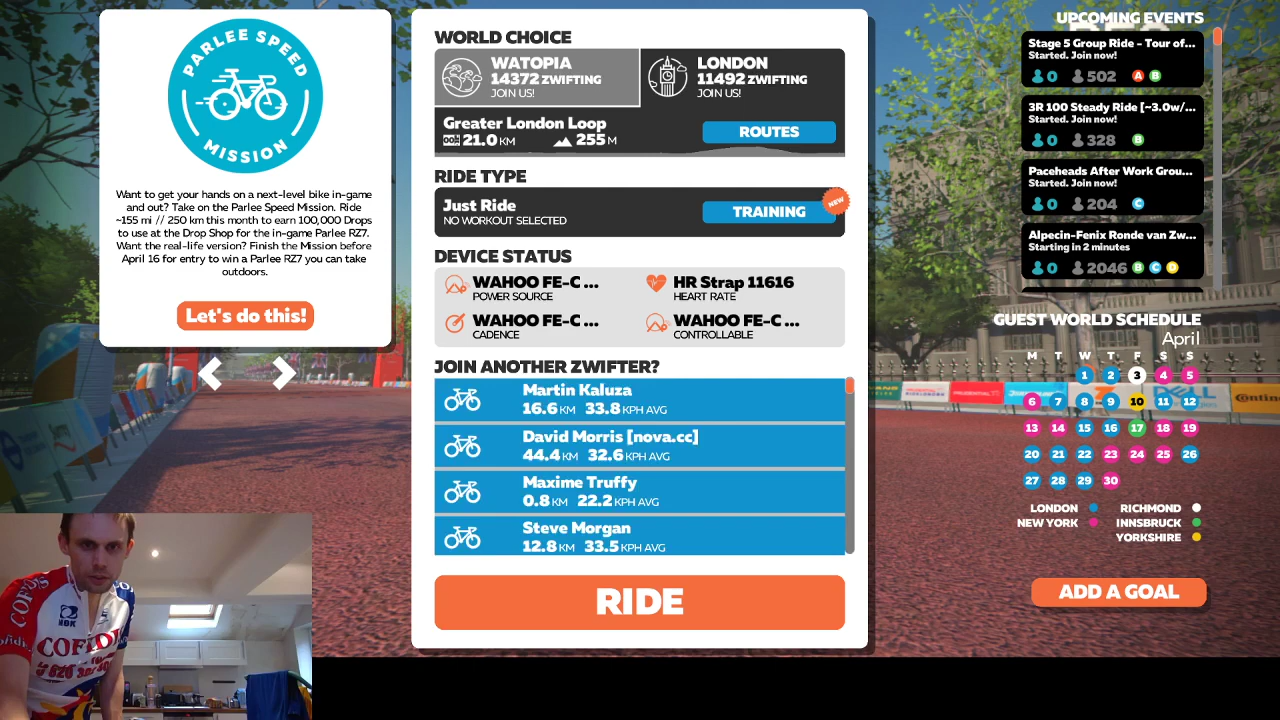 PARLEE SPEED
MISSION
Want to get your hands on a next-level bike in-game
and out? Take on the Parlee Speed Mission. Ride
~155 mi // 250 km this month to earn 100,000 Drops
to use at the Drop Shop for the in-game Parlee RZ7.
Want the real-life version? Finish the Mission before
April 16 for entry to win a Parlee RZ7 you can take
outdoors.
Let's do this!
WORLD CHOICE
WATOPIA
14372 ZWIFTING
JOIN US!
LONDON
11492 ZWIFTING
JOIN US!
Greater London Loop
21.0 KM 255 M
ROUTES
RIDE TYPE
Just Ride
NO WORKOUT SELECTED
TRAINING
NEW
DEVICE STATUS
WAHOO FE-C ...
POWER SOURCE
HR Strap 11616
HEART RATE
WAHOO FE-C ...
CADENCE
WAHOO FE-C ...
CONTROLLABLE
JOIN ANOTHER ZWIFTER?
Martin Kaluza
16.6 KM 33.8 KPH AVG
David Morris [nova.cc]
44.4 KM 32.6 KPH AVG
Maxime Truffy
0.8 KM 22.2 KPH AVG
Steve Morgan
12.8 KM 33.5 KPH AVG
RIDE
UPCOMING EVENTS
Stage 5 Group Ride - Tour of...
Started. Join now!
0 502 A B
3R 100 Steady Ride [~3.0w/...
Started. Join now!
0 328 B
Paceheads After Work Grou...
Started. Join now!
0 204 C
Alpecin-Fenix Ronde van Zw...
Starting in 2 minutes
0 2046 B C D
GUEST WORLD SCHEDULE
April
M T W T F S S
1 2 3 4 5
6 7 8 9 10 11 12
13 14 15 16 17 18 19
20 21 22 23 24 25 26
27 28 29 30
LONDON RICHMOND
NEW YORK INNSBRUCK
YORKSHIRE
ADD A GOAL
DELL
Contin
MBK
COFIDI